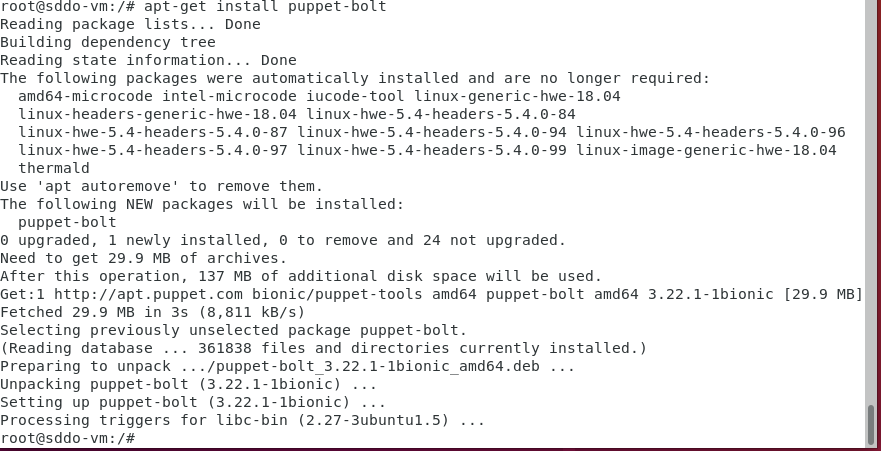 root@sddo-vm:/# apt-get install puppet-bolt
Reading package lists... Done
Building dependency tree
Reading state information... Done
The following packages were automatically installed and are no longer required:
  amd64-microcode intel-microcode iucode-tool linux-generic-hwe-18.04
  linux-headers-generic-hwe-18.04 linux-hwe-5.4-headers-5.4.0-84
  linux-hwe-5.4-headers-5.4.0-87 linux-hwe-5.4-headers-5.4.0-94 linux-hwe-5.4-headers-5.4.0-96
  linux-hwe-5.4-headers-5.4.0-97 linux-hwe-5.4-headers-5.4.0-99 linux-image-generic-hwe-18.04
  thermald
Use 'apt autoremove' to remove them.
The following NEW packages will be installed:
  puppet-bolt
0 upgraded, 1 newly installed, 0 to remove and 24 not upgraded.
Need to get 29.9 MB of archives.
After this operation, 137 MB of additional disk space will be used.
Get:1 http://apt.puppet.com bionic/puppet-tools amd64 puppet-bolt amd64 3.22.1-1bionic [29.9 MB]
Fetched 29.9 MB in 3s (8,811 kB/s)
Selecting previously unselected package puppet-bolt.
(Reading database ... 361838 files and directories currently installed.)
Preparing to unpack .../puppet-bolt_3.22.1-1bionic_amd64.deb ...
Unpacking puppet-bolt (3.22.1-1bionic) ...
Setting up puppet-bolt (3.22.1-1bionic) ...
Processing triggers for libc-bin (2.27-3ubuntu1.5) ...
root@sddo-vm:/#